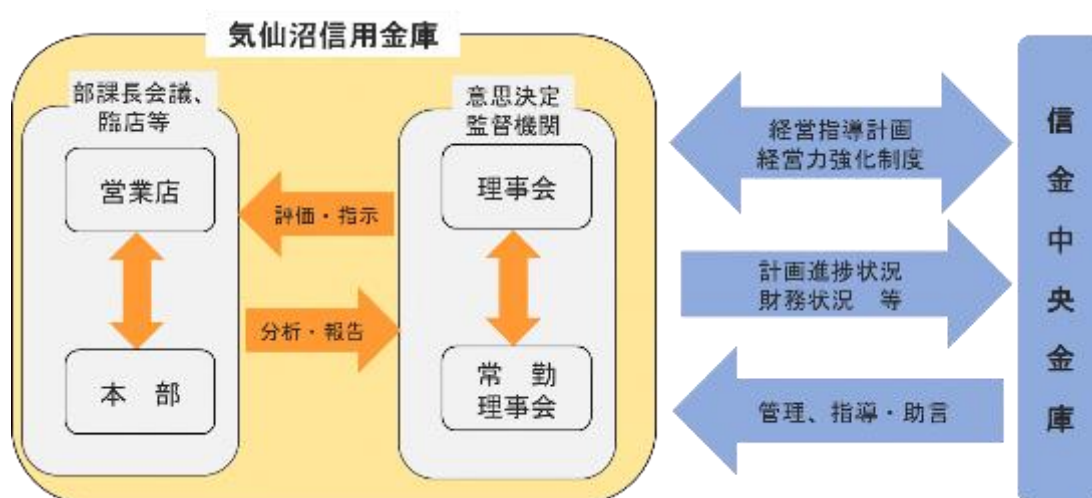 気仙沼信用金庫
部課長会議、
臨店等
営業店
本　部
評価・指示
分析・報告
意思決定
監督機関
理事会
常　勤
理事会
経営指導計画
経営力強化制度
計画進捗状況
財務状況　等
管理、指導・助言
信金中央金庫